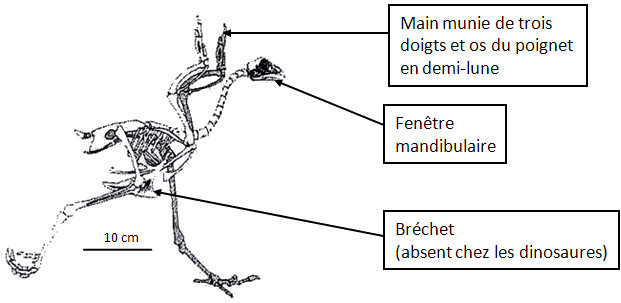 Main munie de trois
doigts et os du poignet
en demi-lune
Fenêtre
mandibulaire
Bréchet
(absent chez les dinosaures)
10 cm